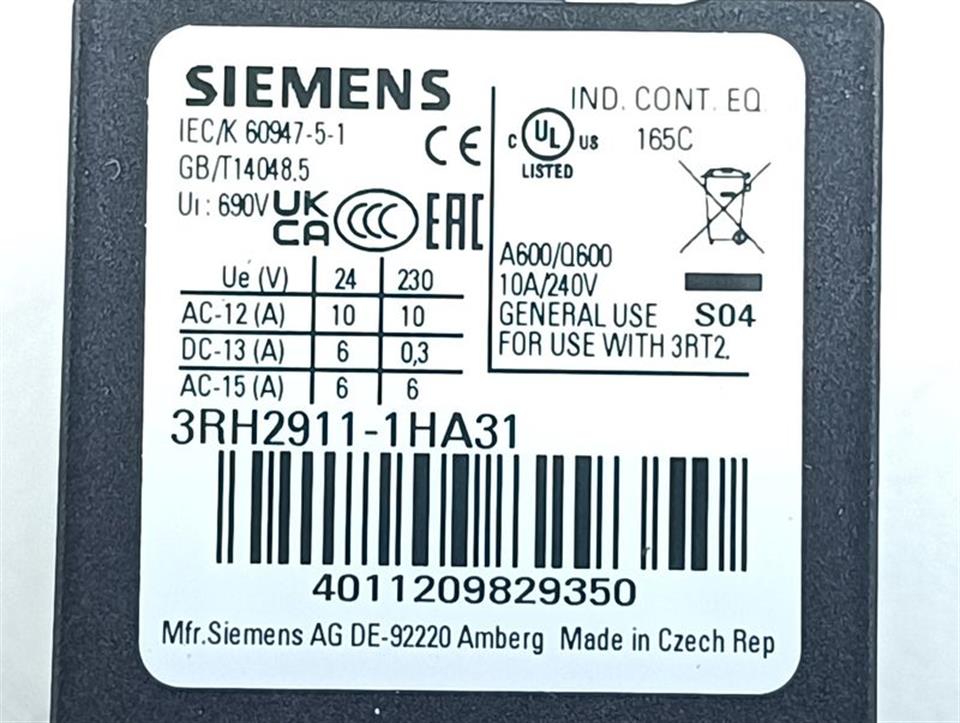 SIEMENS
IEC/K 60947-5-1
GB/T14048.5
Ui : 690V
CE
UK
CA
CCC
EAC
Ue (V) 24 230
AC-12 (A) 10 10
DC-13 (A) 6 0,3
AC-15 (A) 6 6
IND. CONT. EQ.
C UL US 165C
LISTED
A600/Q600
10A/240V
GENERAL USE S04
FOR USE WITH 3RT2.
3RH2911-1HA31
4011209829350
Mfr.Siemens AG DE-92220 Amberg Made in Czech Rep